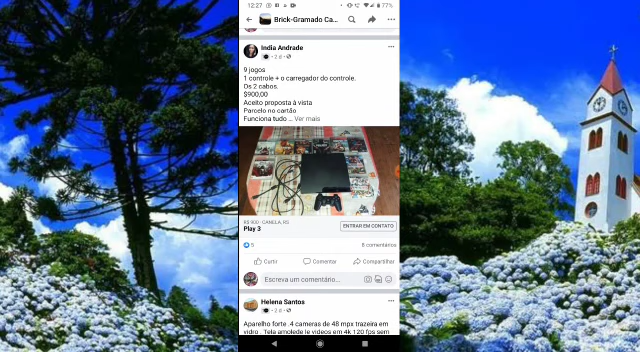 12:27
77%
Brick-Gramado Ca...
India Andrade
2 d
9 jogos
1 controle + o carregador do controle.
Os 2 cabos.
$900,00
Aceito proposta à vista
Parcelo no cartão
Funciona tudo ... Ver mais
R$ 900 · CANELA, RS
Play 3
ENTRAR EM CONTATO
5
8 comentários
Curtir
Comentar
Compartilhar
Escreva um comentário...
Helena Santos
2 d
Aparelho forte .4 cameras de 48 mpx trazeira em
vidro . Tela amolede le videos em 4k 120 fps sem